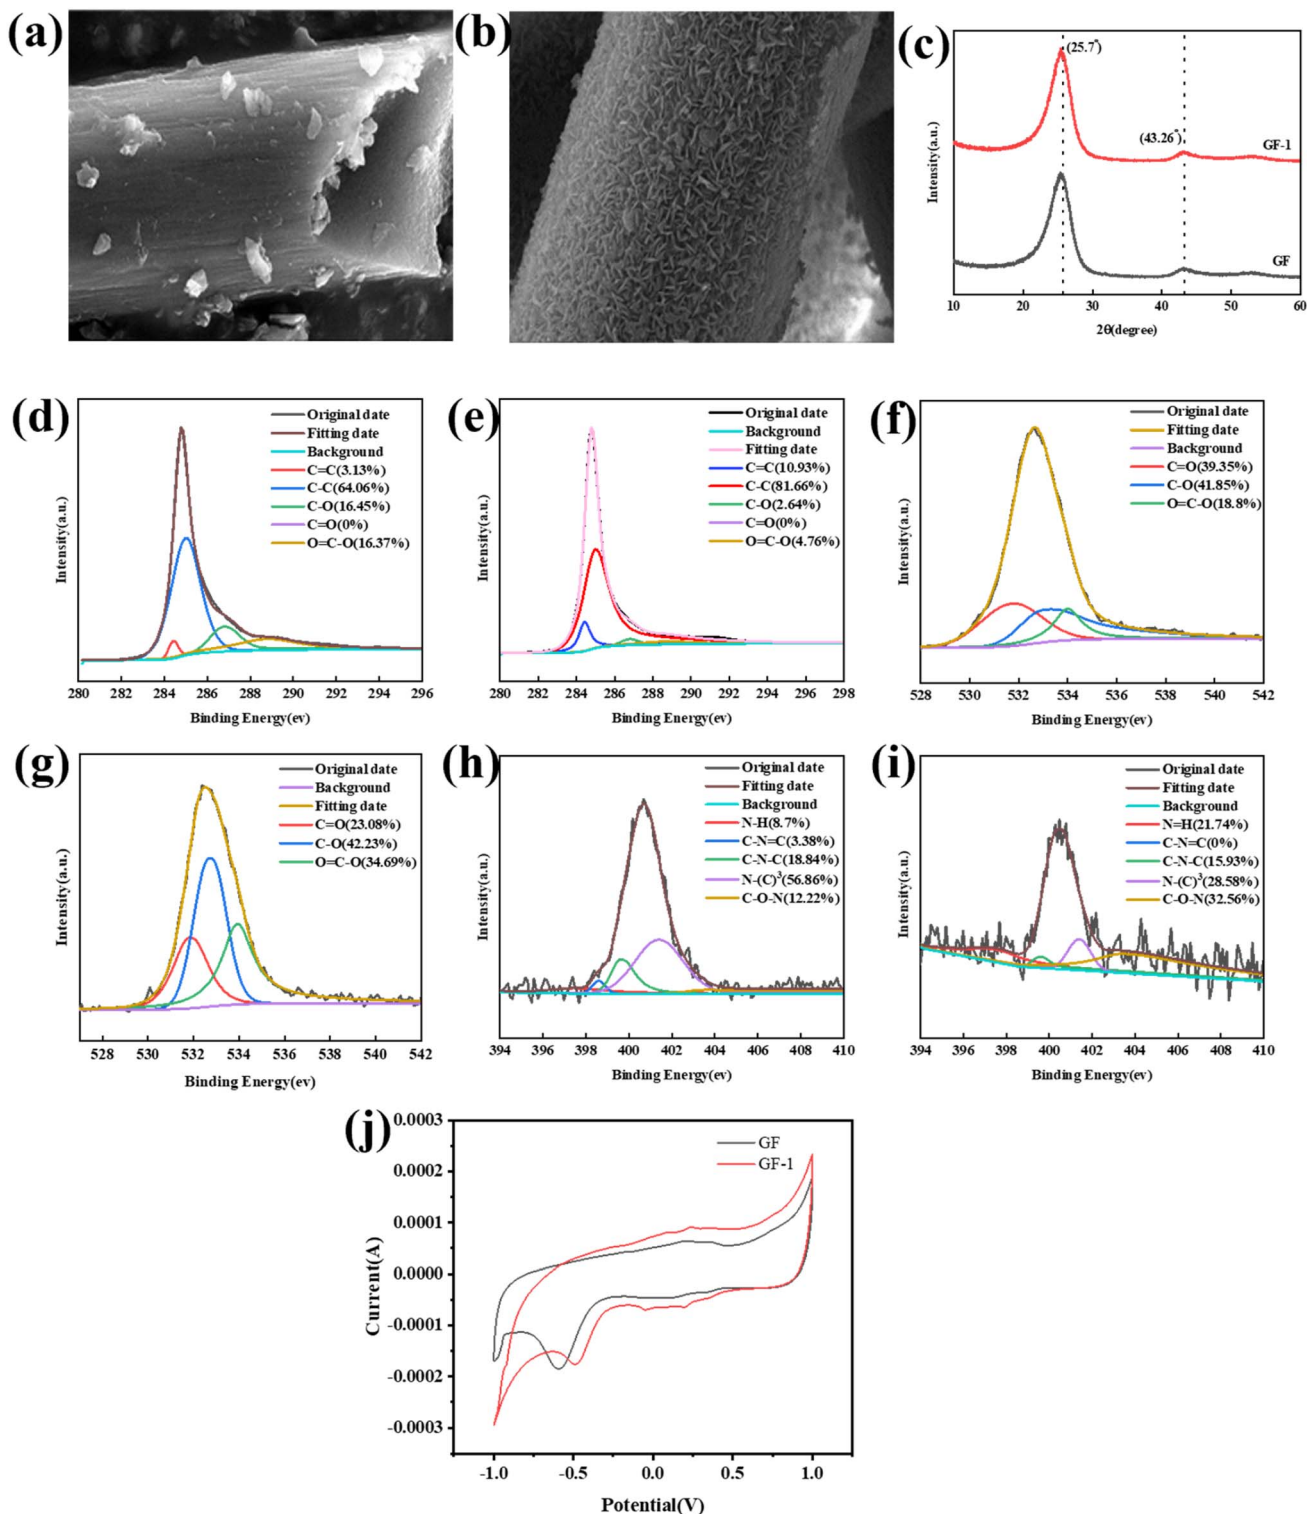 (a)
(b)
(c)
(25.7°)
(43.26°)
GF-1
GF
Intensity(a.u.)
10 20 30 40 50 60
2θ(degree)
(d)
Original date
Fitting date
Background
C=C(3.13%)
C-C(64.06%)
C-O(16.45%)
C=O(0%)
O=C-O(16.37%)
Intensity(a.u.)
280 282 284 286 288 290 292 294 296
Binding Energy(ev)
(e)
Original date
Background
Fitting date
C=C(10.93%)
C-C(81.66%)
C-O(2.64%)
C=O(0%)
O=C-O(4.76%)
Intensity(a.u.)
280 282 284 286 288 290 292 294 296 298
Binding Energy(ev)
(f)
Original date
Fitting date
Background
C=O(39.35%)
C-O(41.85%)
O=C-O(18.8%)
Intensity(a.u.)
528 530 532 534 536 538 540 542
Binding Energy(ev)
(g)
Original date
Background
Fitting date
C=O(23.08%)
C-O(42.23%)
O=C-O(34.69%)
Intensity(a.u.)
528 530 532 534 536 538 540 542
Binding Energy(ev)
(h)
Original date
Fitting date
Background
N-H(8.7%)
C-N=C(3.38%)
C-N-C(18.84%)
N-(C)³(56.86%)
C-O-N(12.22%)
Intensity(a.u.)
394 396 398 400 402 404 406 408 410
Binding Energy(ev)
(i)
Original date
Fitting date
Background
N=H(21.74%)
C-N=C(0%)
C-N-C(15.93%)
N-(C)³(28.58%)
C-O-N(32.56%)
Intensity(a.u.)
394 396 398 400 402 404 406 408 410
Binding Energy(ev)
(j)
GF
GF-1
0.0003
0.0002
0.0001
0.0000
-0.0001
-0.0002
-0.0003
Current(A)
-1.0 -0.5 0.0 0.5 1.0
Potential(V)